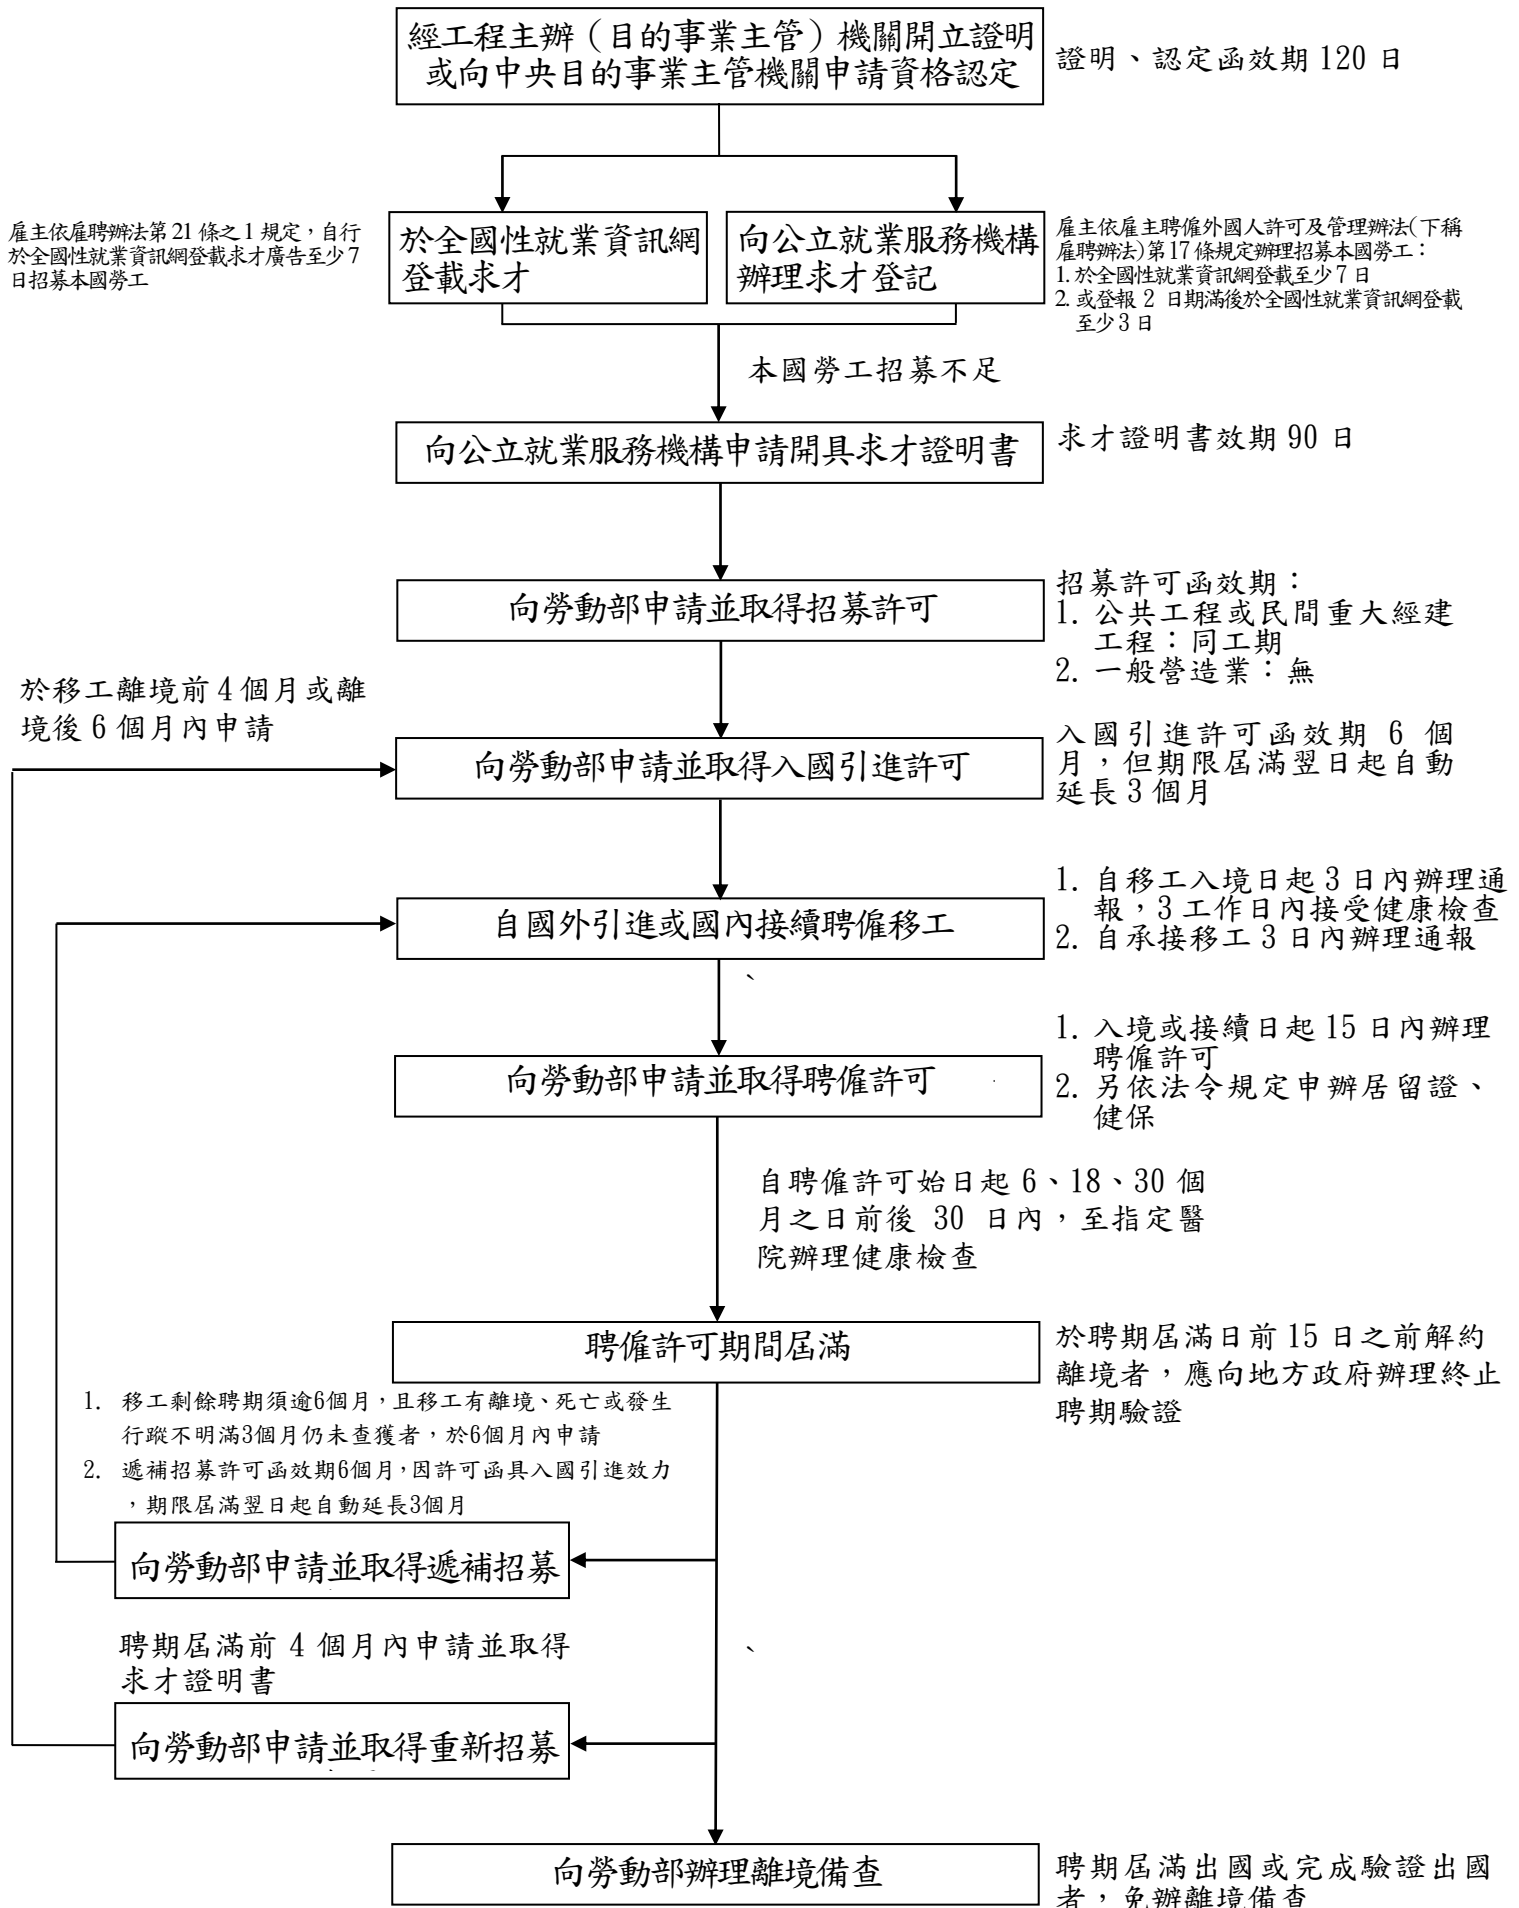 經工程主辦（目的事業主管）機關開立證明
或向中央目的事業主管機關申請資格認定
證明、認定函效期 120 日
雇主依雇聘辦法第 21 條之 1 規定，自行
於全國性就業資訊網登載求才廣告至少 7
日招募本國勞工
於全國性就業資訊網
登載求才
向公立就業服務機構
辦理求才登記
雇主依雇主聘僱外國人許可及管理辦法(下稱
雇聘辦法)第 17 條規定辦理招募本國勞工：
1. 於全國性就業資訊網登載至少 7 日
2. 或登報 2 日期滿後於全國性就業資訊網登載
至少 3 日
本國勞工招募不足
向公立就業服務機構申請開具求才證明書
求才證明書效期 90 日
向勞動部申請並取得招募許可
招募許可函效期：
1. 公共工程或民間重大經建
工程：同工期
2. 一般營造業：無
於移工離境前 4 個月或離
境後 6 個月內申請
向勞動部申請並取得入國引進許可
入國引進許可函效期 6 個
月，但期限屆滿翌日起自動
延長 3 個月
自國外引進或國內接續聘僱移工
1. 自移工入境日起 3 日內辦理通
報，3 工作日內接受健康檢查
2. 自承接移工 3 日內辦理通報
、
向勞動部申請並取得聘僱許可
1. 入境或接續日起 15 日內辦理
聘僱許可
2. 另依法令規定申辦居留證、
健保
自聘僱許可始日起 6、18、30 個
月之日前後 30 日內，至指定醫
院辦理健康檢查
聘僱許可期間屆滿
於聘期屆滿日前 15 日之前解約
離境者，應向地方政府辦理終止
聘期驗證
1. 移工剩餘聘期須逾6個月，且移工有離境、死亡或發生
行蹤不明滿3個月仍未查獲者，於6個月內申請
2. 遞補招募許可函效期6個月，因許可函具入國引進效力
，期限屆滿翌日起自動延長3個月
向勞動部申請並取得遞補招募
聘期屆滿前 4 個月內申請並取得
求才證明書
、
向勞動部申請並取得重新招募
向勞動部辦理離境備查
聘期屆滿出國或完成驗證出國
者，免辦離境備查